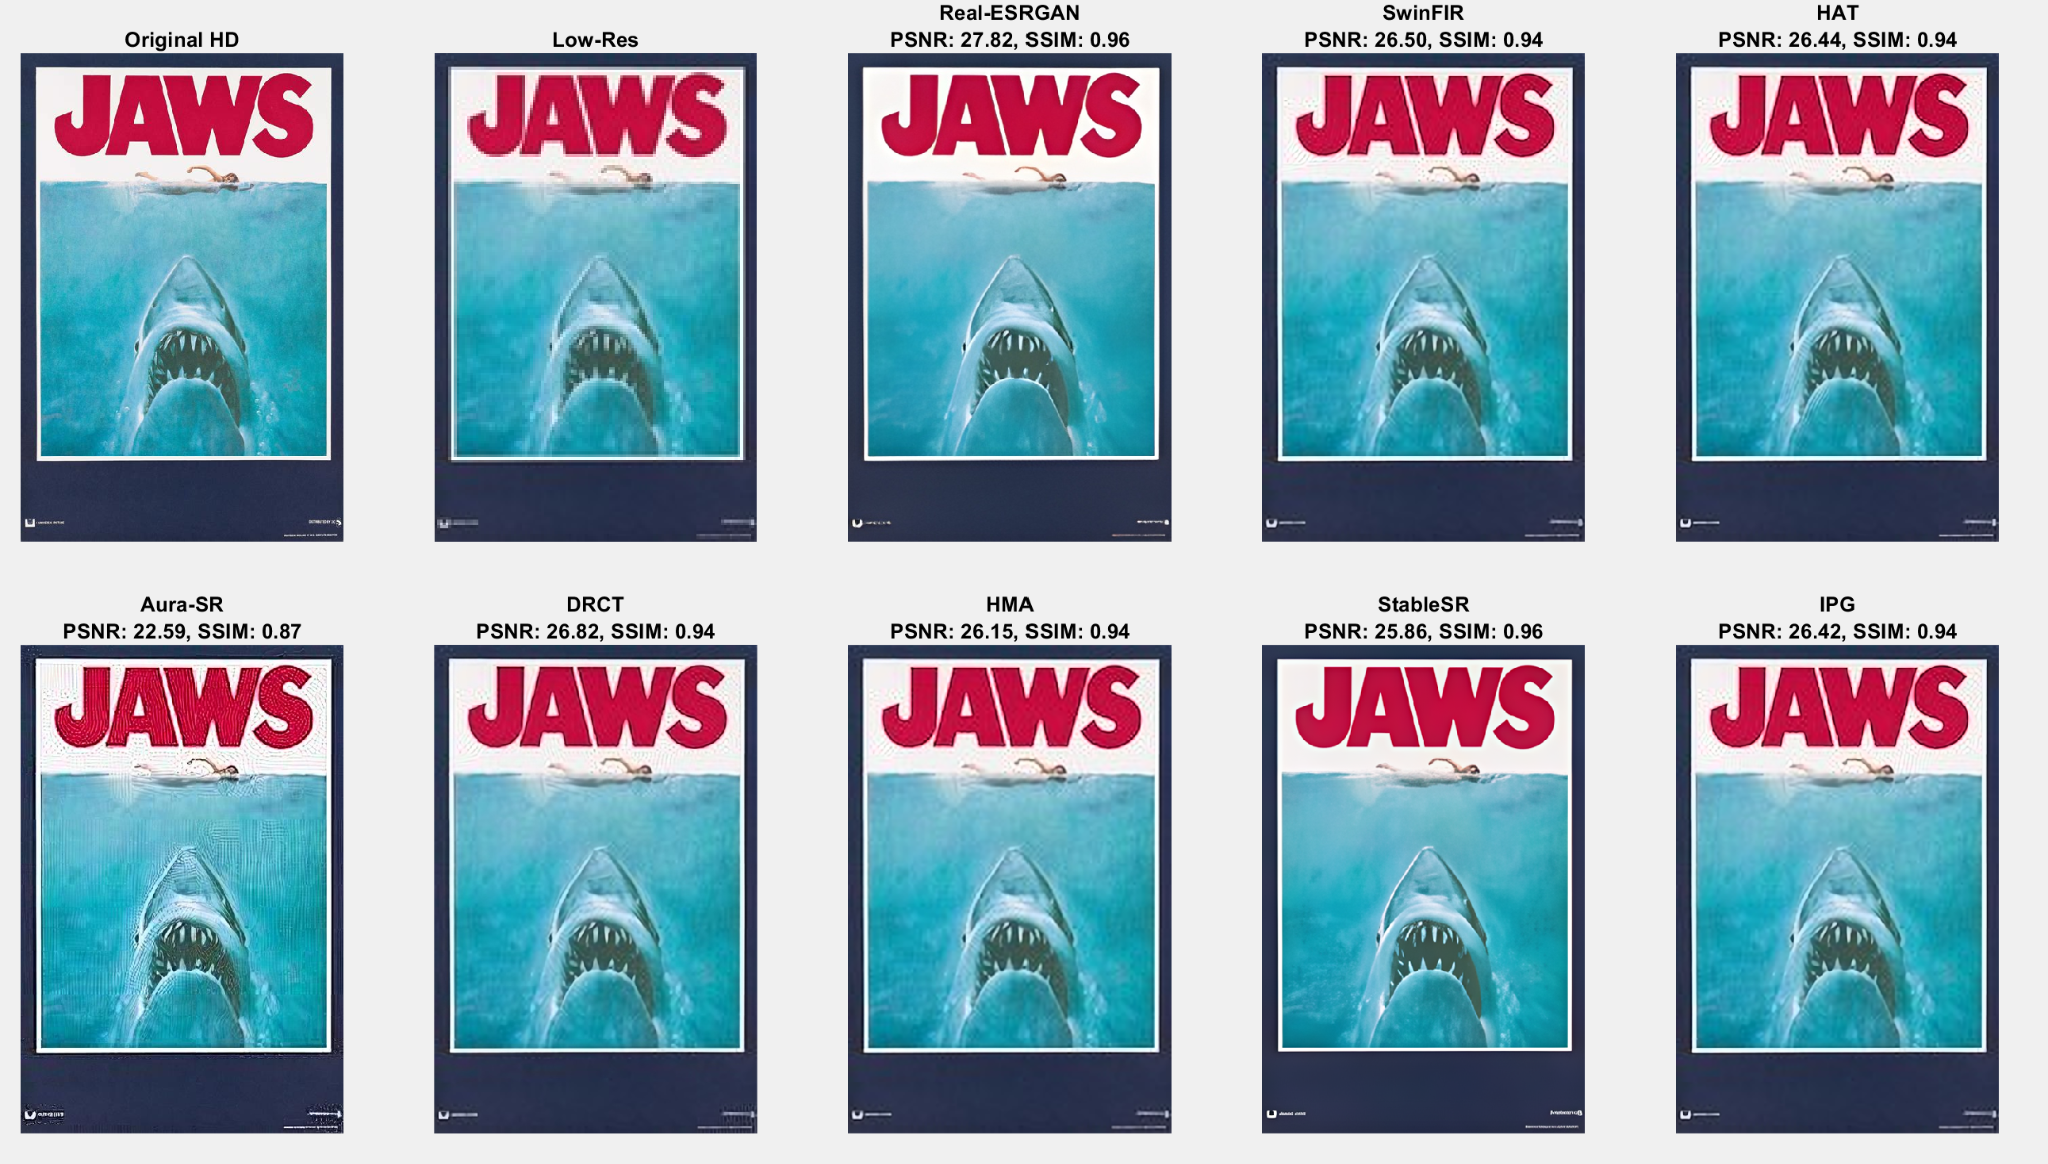 Original HD
JAWS
Low-Res
JAWS
Real-ESRGAN
PSNR: 27.82, SSIM: 0.96
JAWS
SwinFIR
PSNR: 26.50, SSIM: 0.94
JAWS
HAT
PSNR: 26.44, SSIM: 0.94
JAWS
Aura-SR
PSNR: 22.59, SSIM: 0.87
JAWS
DRCT
PSNR: 26.82, SSIM: 0.94
JAWS
HMA
PSNR: 26.15, SSIM: 0.94
JAWS
StableSR
PSNR: 25.86, SSIM: 0.96
JAWS
IPG
PSNR: 26.42, SSIM: 0.94
JAWS